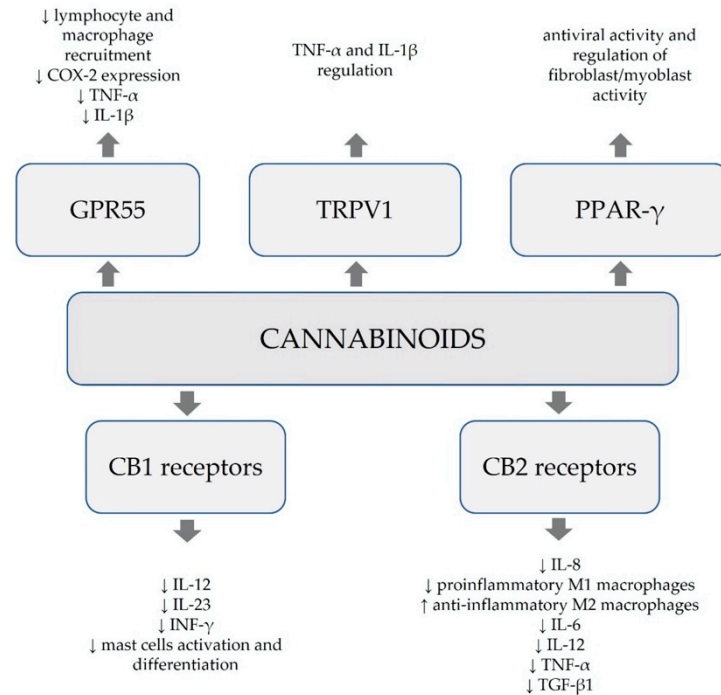 ↓ lymphocyte and
macrophage
recruitment
↓ COX-2 expression
↓ TNF-α
↓ IL-1β
TNF-α and IL-1β
regulation
antiviral activity and
regulation of
fibroblast/myoblast
activity
GPR55
TRPV1
PPAR-γ
CANNABINOIDS
CB1 receptors
CB2 receptors
↓ IL-12
↓ IL-23
↓ INF-γ
↓ mast cells activation and
differentiation
↓ IL-8
↓ proinflammatory M1 macrophages
↑ anti-inflammatory M2 macrophages
↓ IL-6
↓ IL-12
↓ TNF-α
↓ TGF-β1